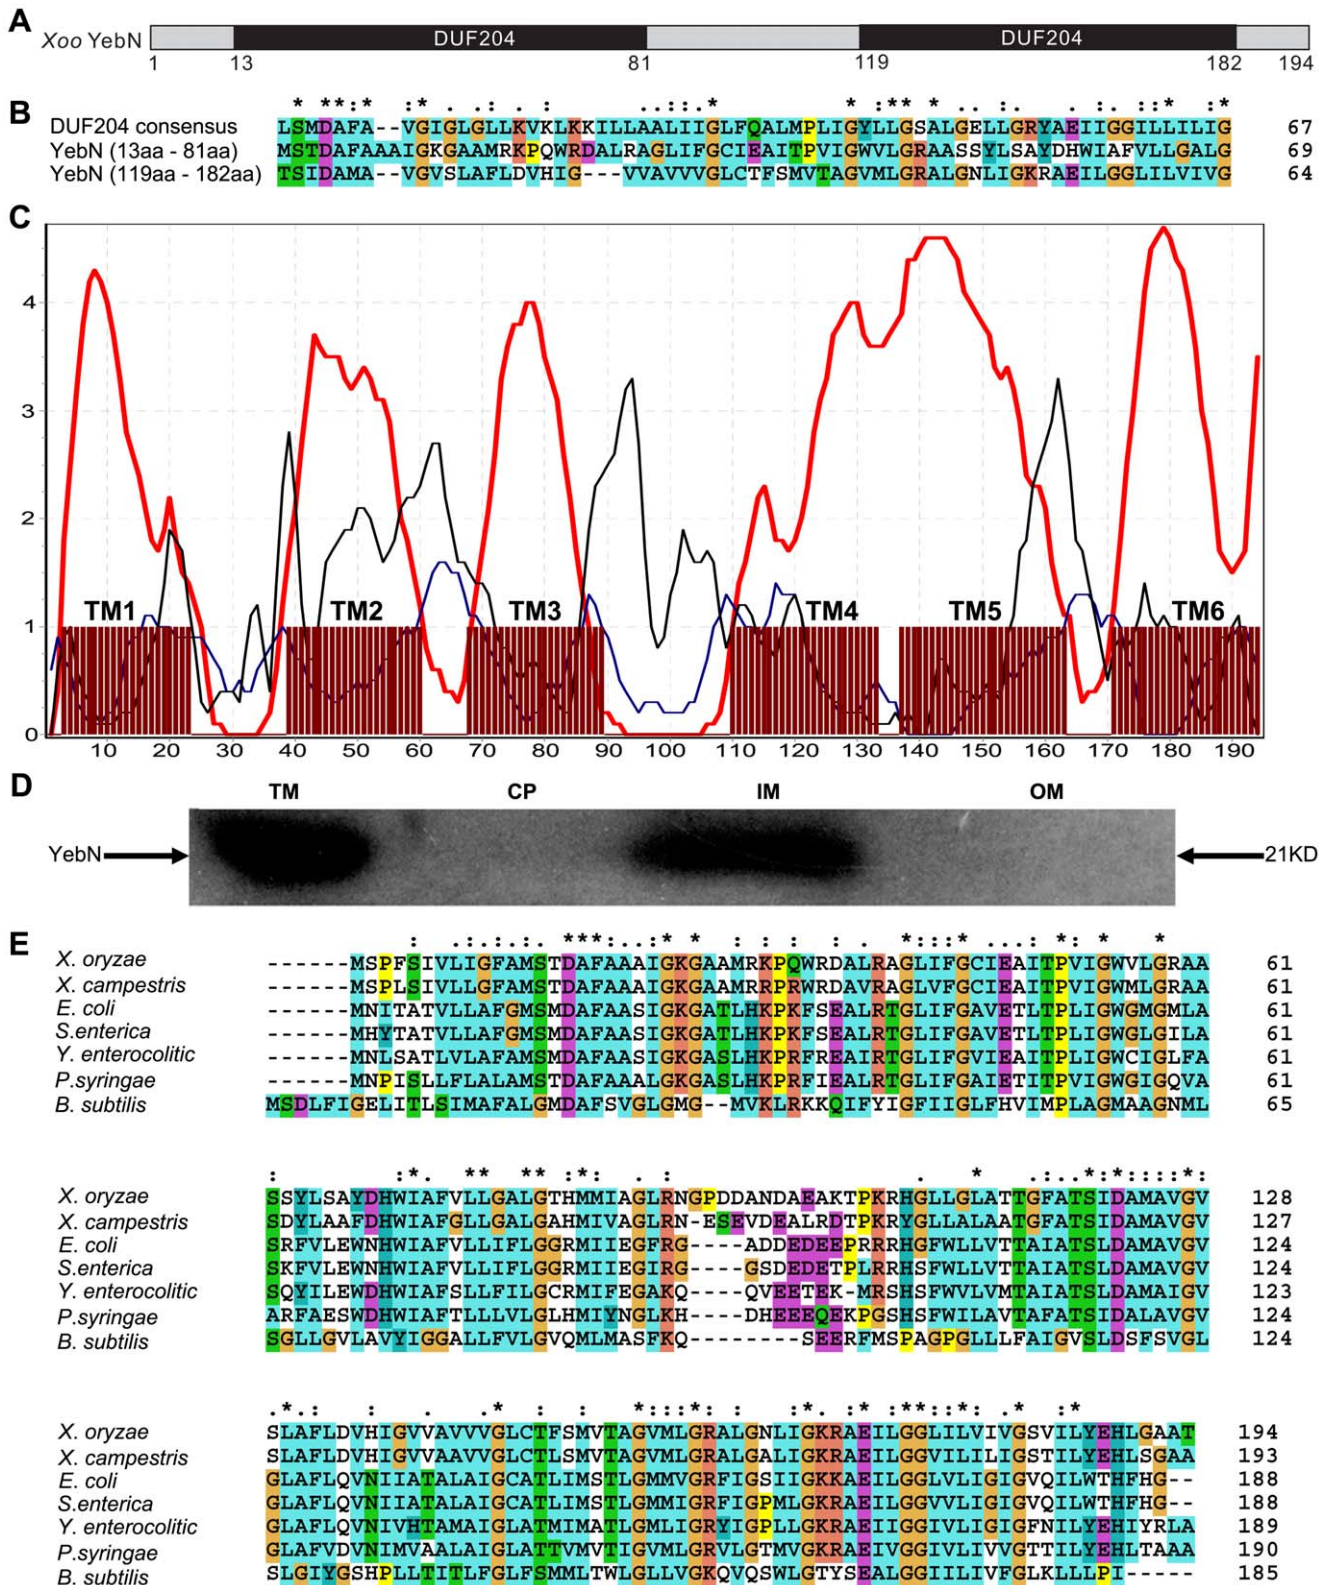 A
Xoo YebN
DUF204
DUF204
1 13 81 119 182 194
B
* **:* :* . .: . : ..::.* * :** * .. :. : :. ::* :*
DUF204 consensus LSMDAFA--VGIGLGLLKVKLKKILLAALIIGLFQALMPLIGYLLGSALGELLGRYAEIIGGILLILIG 67
YebN (13aa - 81aa) MSTDAFAAAIGKGAAMRKPQWRDALRAGLIFGCIEAITPVIGWVLGRAASSYLSAYDHWIAFVLLGALG 69
YebN (119aa - 182aa) TSIDAMA--VGVSLAFLDVHIG---VVAVVVGLCTFSMVTAGVMLGRALGNLIGKRAEILGGLILVIVG 64
C
4
3
2
1
0
TM1 TM2 TM3 TM4 TM5 TM6
10 20 30 40 50 60 70 80 90 100 110 120 130 140 150 160 170 180 190
D
TM CP IM OM
YebN
21KD
E
X. oryzae ------MSPFSIVLIGFAMSTDAFAAAIGKGAAMRKPQWRDALRAGLIFGCIEAITPVIGWVLGRAA 61
X. campestris ------MSPLSIVLLGFAMSTDAFAAAIGKGAAMRRPRWRDAVRAGLVFGCIEAITPVIGWMLGRAA 61
E. coli ------MNITATVLLAFGMSMDAFAASIGKGATLHKPKFSEALRTGLIFGAVETLTPLIGWGMGMLA 61
S.enterica ------MHYTATVLLAFGMSMDAFAASIGKGATLHKPKFSEALRTGLIFGAVETLTPLIGWGLGILA 61
Y. enterocolitic ------MNLSATLVLAFAMSMDAFAASIGKGASLHKPRFREAIRTGLIFGVIEAITPLIGWCIGLFA 61
P.syringae ------MNPISLLFLALAMSTDAFAAALGKGASLHKPRFIEALRTGLIFGAIETITPVIGWGIGQVA 61
B. subtilis MSDLFIGELITLSIMAFALGMDAFSVGLGMG--MVKLRKKQIFYIGFIIGLFHVIMPLAGMAAGNML 65
X. oryzae SSYLSAYDHWIAFVLLGALGTHMMIAGLRNGPDDANDAEAKTPKRHGLLGLATTGFATSIDAMAVGV 128
X. campestris SDYLAAFDHWIAFGLLGALGAHMIVAGLRN-ESEVDEALRDTPKRYGLLALAATGFATSIDAMAVGV 127
E. coli SRFVLEWNHWIAFVLLIFLGGRMIIEGFRG----ADDEDEEPRRRHGFWLLVTTAIATSLDAMAVGV 124
S.enterica SKFVLEWNHWIAFVLLIFLGGRMIIEGIRG----GSDEDETPLRRHSFWLLVTTAIATSLDAMAVGV 124
Y. enterocolitic SQYILEWDHWIAFSLLFILGCRMIFEGAKQ----QVEETEK-MRSHSFWVLVMTAIATSLDAMAIGV 123
P.syringae ARFAESWDHWIAFTLLLVLGLHMIYNGLKH----DHEEEQEKPGSHSFWILAVTAFATSLDALAVGV 124
B. subtilis SGLLGVLAVYIGGALLFVLGVQMLMASFKQ--------SEERFMSPAGPGLLLFAIGVSLDSFSVGL 124
X. oryzae SLAFLDVHIGVVAVVVGLCTFSMVTAGVMLGRALGNLIGKRAEILGGLILVIVGSVILYEHLGAAT 194
X. campestris SLAFLDVHIGVVAAVVGLCTLSMVTAGVMLGRALGALIGKRAEILGGVILILIGSTILYEHLSGAA 193
E. coli GLAFLQVNIIATALAIGCATLIMSTLGMMVGRFIGSIIGKKAEILGGLVLIGIGVQILWTHFHG-- 188
S.enterica GLAFLQVNIIATALAIGCATLIMSTLGMMIGRFIGPMLGKRAEILGGVVLIGIGVQILWTHFHG-- 188
Y. enterocolitic GLAFLQVNIVHTAMAIGLATMIMATLGMLIGRYIGPLLGKRAEIIGGIVLIGIGFNILYEHIYRLA 189
P.syringae GLAFVDVNIMVAALAIGLATTVMVTIGVMLGRVLGTMVGKRAEIVGGIVLIVVGTTILYEHLTAAA 190
B. subtilis SLGIYGSHPLLTITLFGLFSMMLTWLGLLVGKQVQSWLGTYSEALGGIILIVFGLKLLLPI----- 185